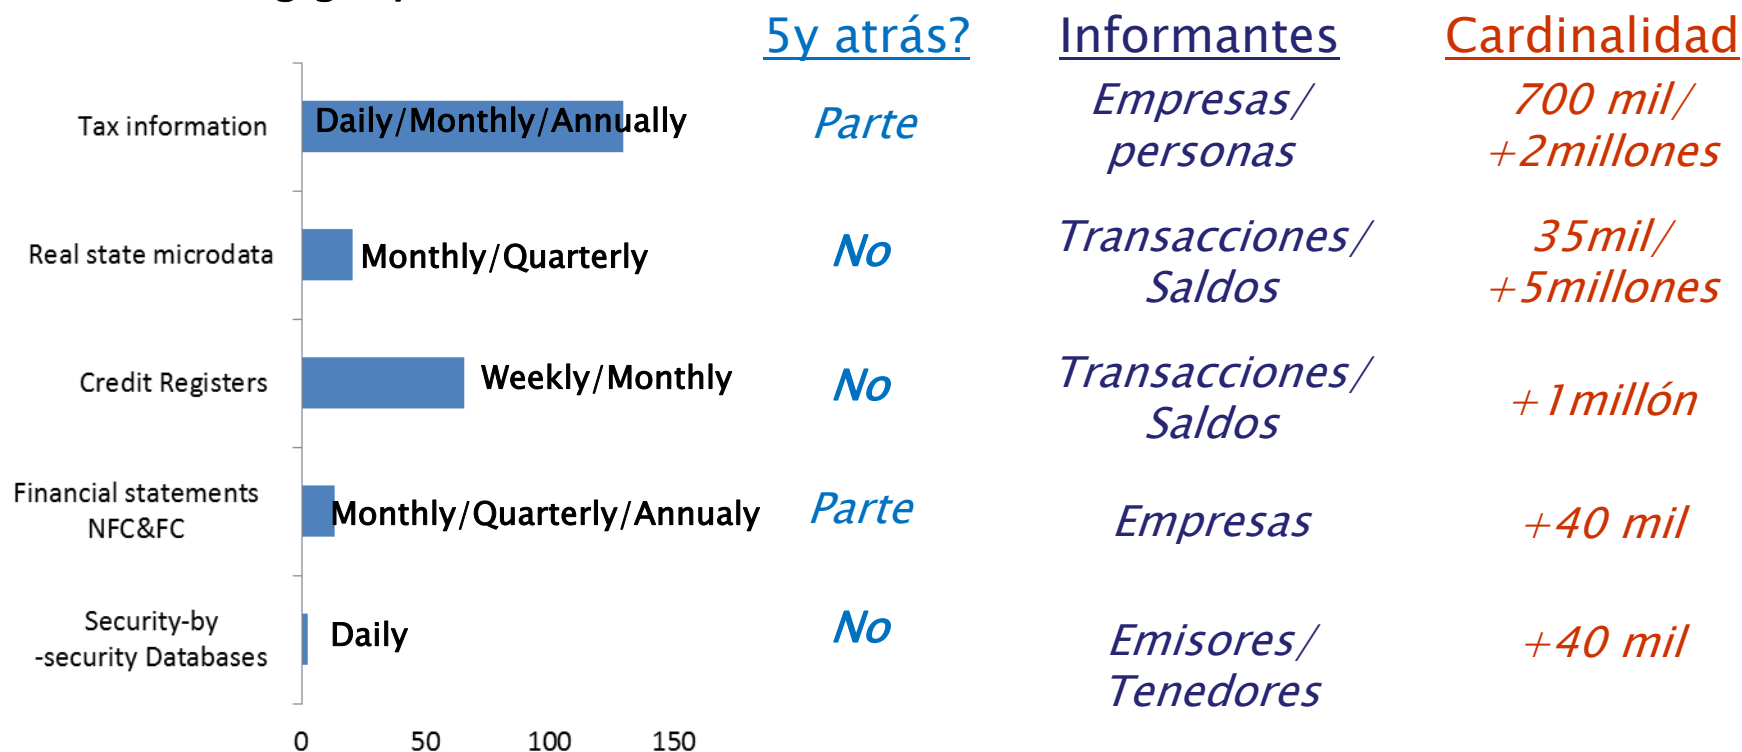 5y atrás? Informantes Cardinalidad
Tax information Daily/Monthly/Annually Parte Empresas/ 700 mil/
personas +2millones
Real state microdata Monthly/Quarterly No Transacciones/ 35mil/
Saldos +5millones
Credit Registers Weekly/Monthly No Transacciones/ +1millón
Saldos
Financial statements Monthly/Quarterly/Annualy Parte Empresas +40 mil
NFC&FC
Security-by Daily No Emisores/ +40 mil
-security Databases Tenedores
0 50 100 150